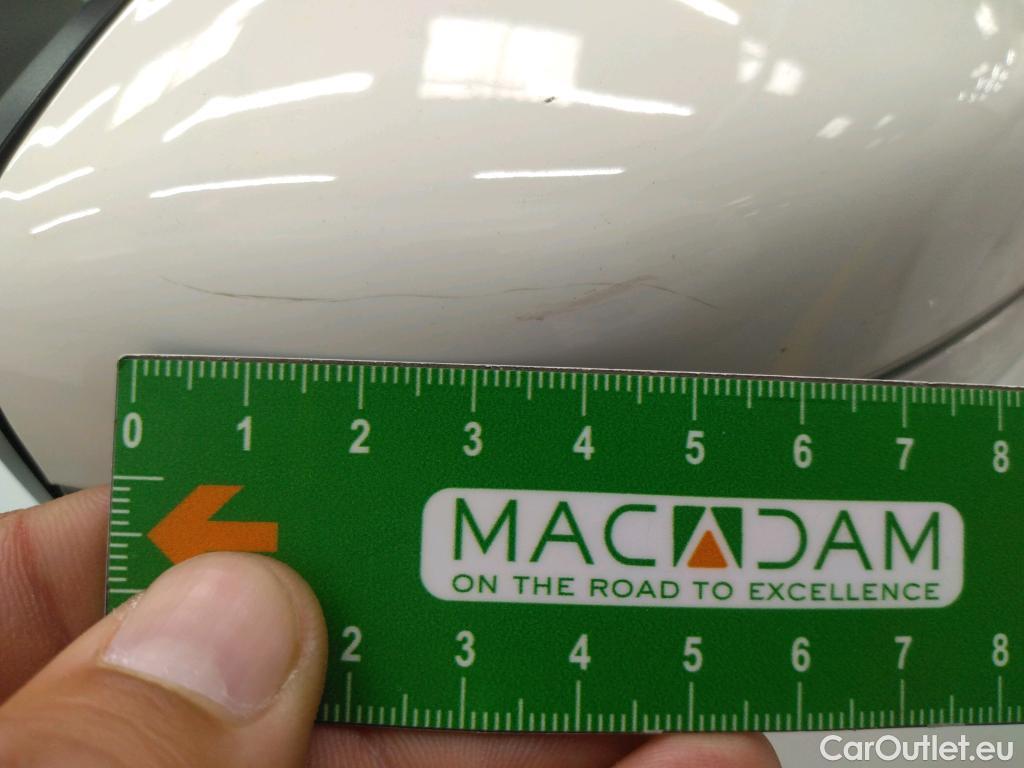 0 1 2 3 4 5 6 7 8
MACADAM
ON THE ROAD TO EXCELLENCE
2 3 4 5 6 7 8
CarOutlet.eu